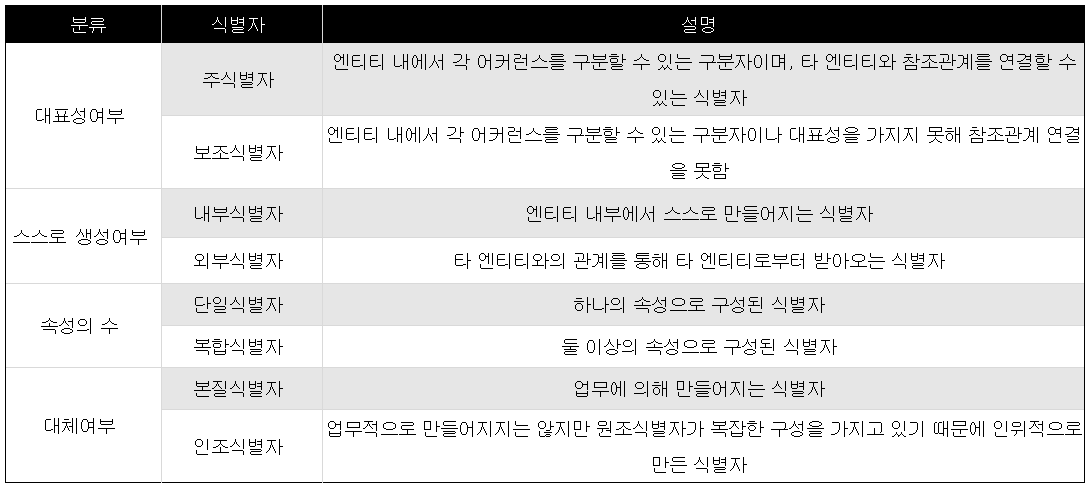 분류 식별자 설명
대표성여부
주식별자
엔티티 내에서 각 어커런스를 구분할 수 있는 구분자이며, 타 엔티티와 참조관계를 연결할 수
있는 식별자
보조식별자
엔티티 내에서 각 어커런스를 구분할 수 있는 구분자이나 대표성을 가지지 못해 참조관계 연결
을 못함
스스로 생성여부
내부식별자
엔티티 내부에서 스스로 만들어지는 식별자
외부식별자
타 엔티티와의 관계를 통해 타 엔티티로부터 받아오는 식별자
속성의 수
단일식별자
하나의 속성으로 구성된 식별자
복합식별자
둘 이상의 속성으로 구성된 식별자
대체여부
본질식별자
업무에 의해 만들어지는 식별자
인조식별자
업무적으로 만들어지지는 않지만 원조식별자가 복잡한 구성을 가지고 있기 때문에 인위적으로
만든 식별자